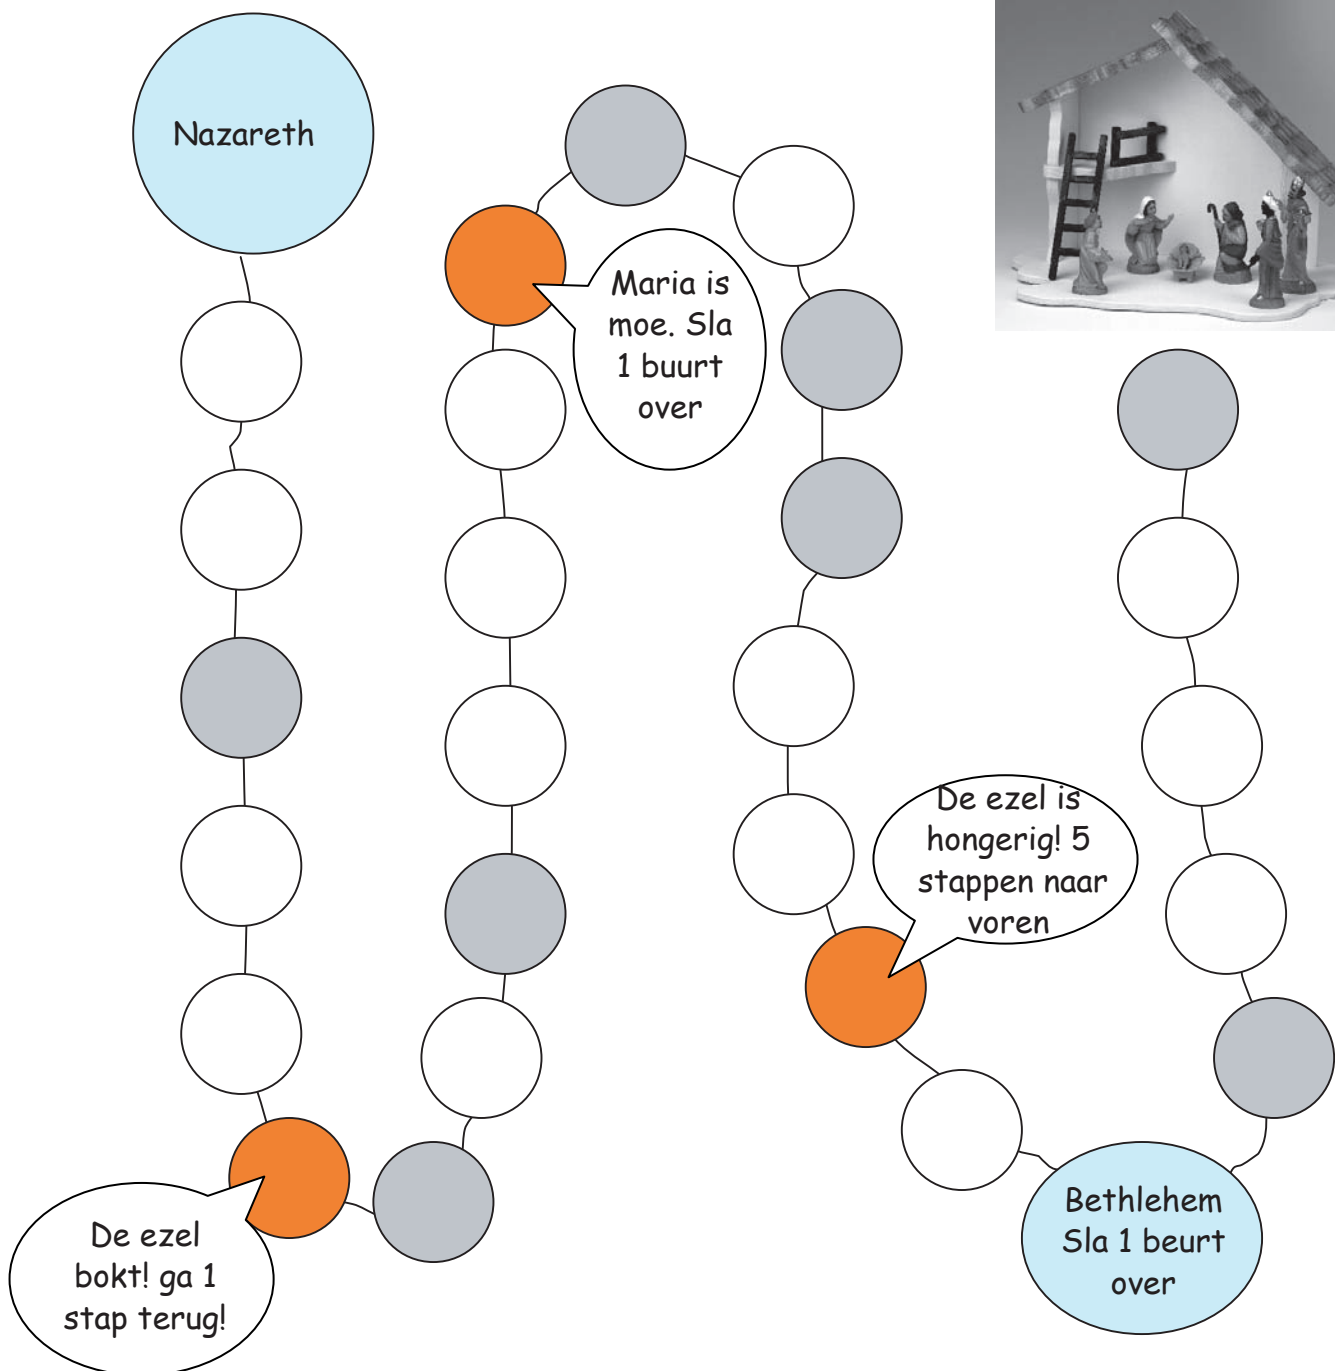 Nazareth
Maria is
moe. Sla
1 buurt
over
De ezel is
hongerig! 5
stappen naar
voren
De ezel
bokt! ga 1
stap terug!
Bethlehem
Sla 1 beurt
over